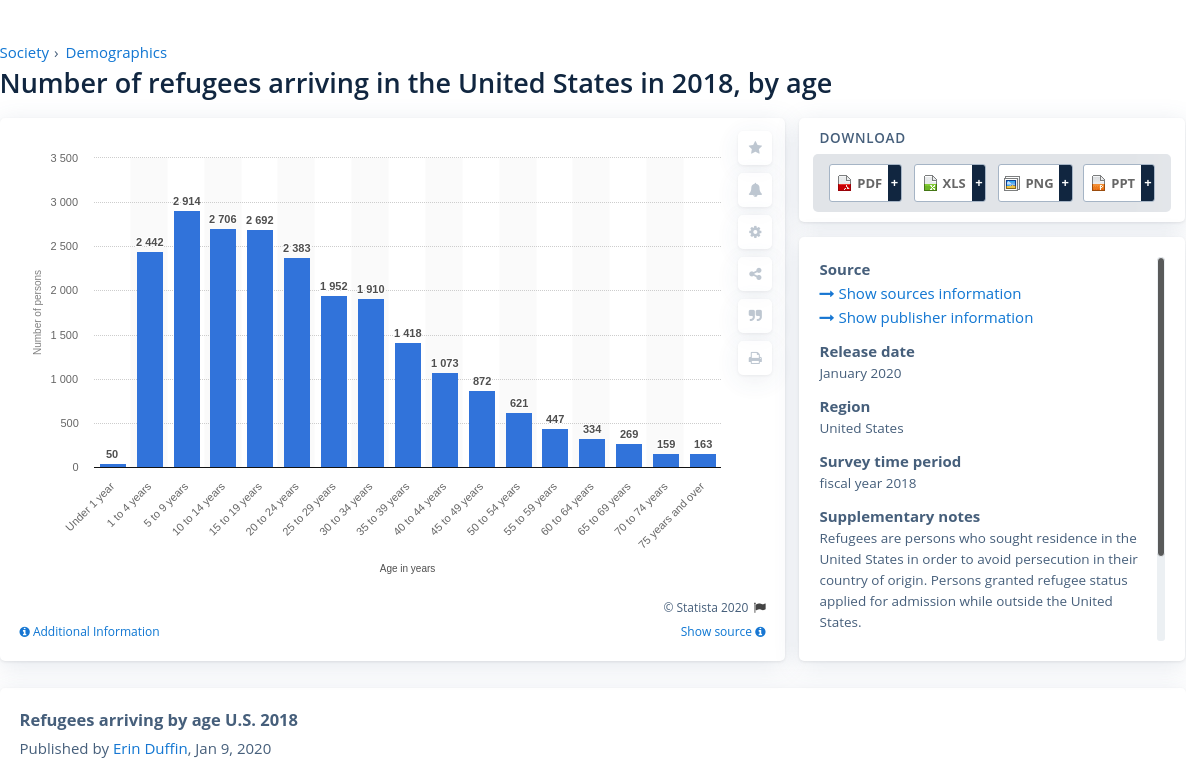 Society › Demographics
Number of refugees arriving in the United States in 2018, by age
3 500
3 000
2 500
2 000
1 500
1 000
500
0
Number of persons
50
2 442
2 914
2 706
2 692
2 383
1 952
1 910
1 418
1 073
872
621
447
334
269
159
163
Under 1 year
1 to 4 years
5 to 9 years
10 to 14 years
15 to 19 years
20 to 24 years
25 to 29 years
30 to 34 years
35 to 39 years
40 to 44 years
45 to 49 years
50 to 54 years
55 to 59 years
60 to 64 years
65 to 69 years
70 to 74 years
75 years and over
Age in years
© Statista 2020
Additional Information
Show source
DOWNLOAD
PDF + XLS + PNG + PPT +
Source
Show sources information
Show publisher information
Release date
January 2020
Region
United States
Survey time period
fiscal year 2018
Supplementary notes
Refugees are persons who sought residence in the
United States in order to avoid persecution in their
country of origin. Persons granted refugee status
applied for admission while outside the United
States.
Refugees arriving by age U.S. 2018
Published by Erin Duffin, Jan 9, 2020